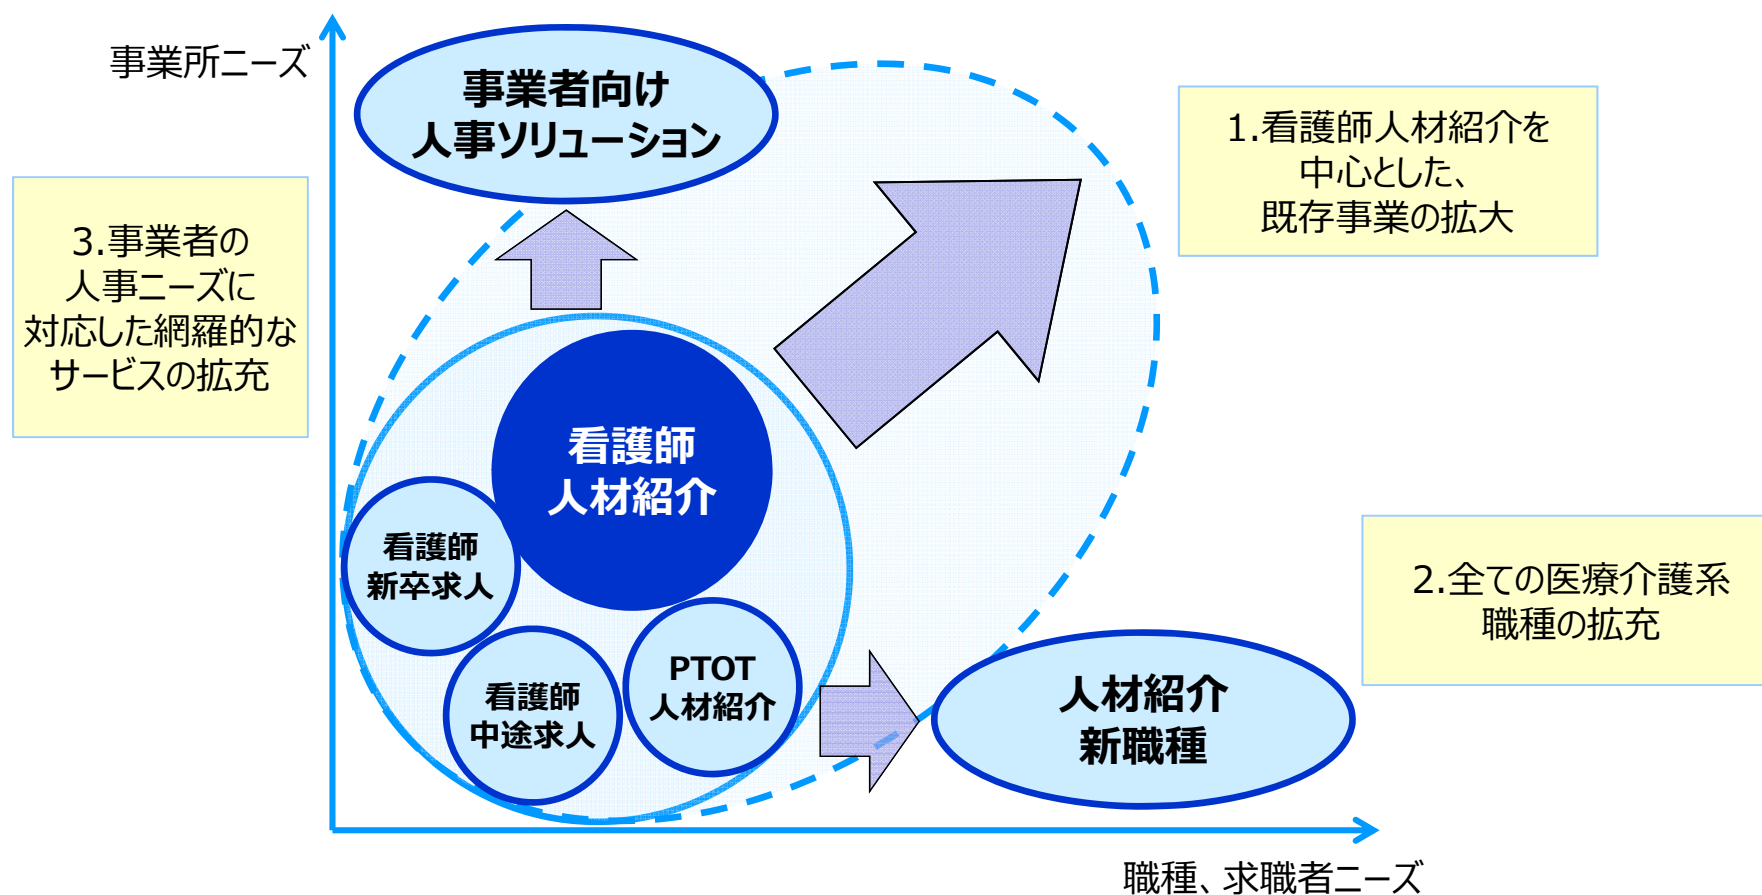 事業所ニーズ
事業者向け
人事ソリューション
1.看護師人材紹介を
中心とした、
既存事業の拡大
3.事業者の
人事ニーズに
対応した網羅的な
サービスの拡充
看護師
人材紹介
看護師
新卒求人
看護師
中途求人
PTOT
人材紹介
2.全ての医療介護系
職種の拡充
人材紹介
新職種
職種、求職者ニーズ